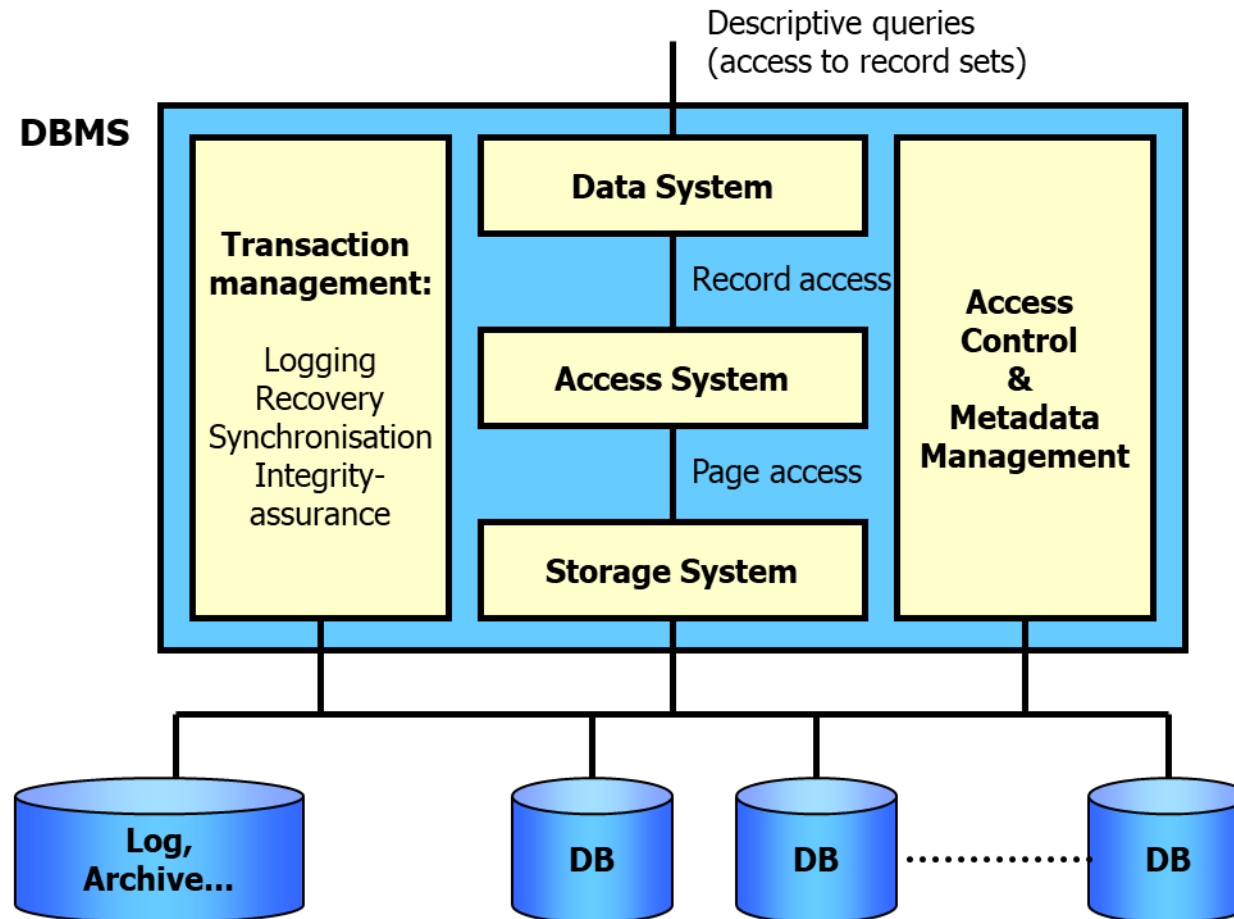 Descriptive queries
(access to record sets)
DBMS
Transaction
management:
Logging
Recovery
Synchronisation
Integrity-
assurance
Data System
Record access
Access System
Page access
Storage System
Access
Control
&
Metadata
Management
Log,
Archive...
DB
DB
DB